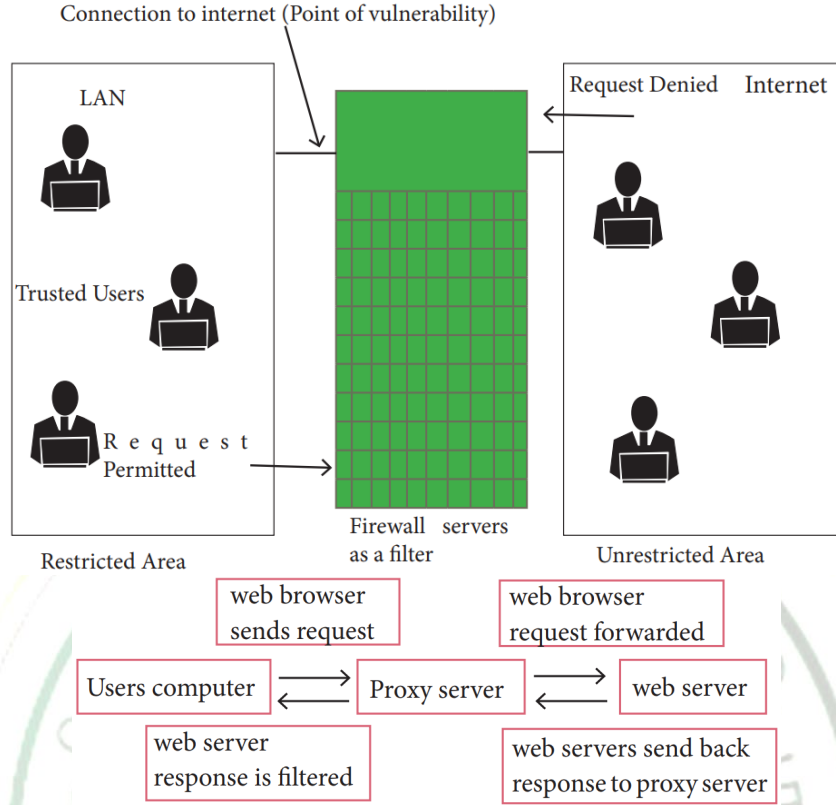 Connection to internet (Point of vulnerability)
LAN
Request Denied
Internet
Trusted Users
Request
Permitted
Firewall servers
as a filter
Restricted Area
Unrestricted Area
web browser
sends request
web browser
request forwarded
Users computer
Proxy server
web server
web server
response is filtered
web servers send back
response to proxy server